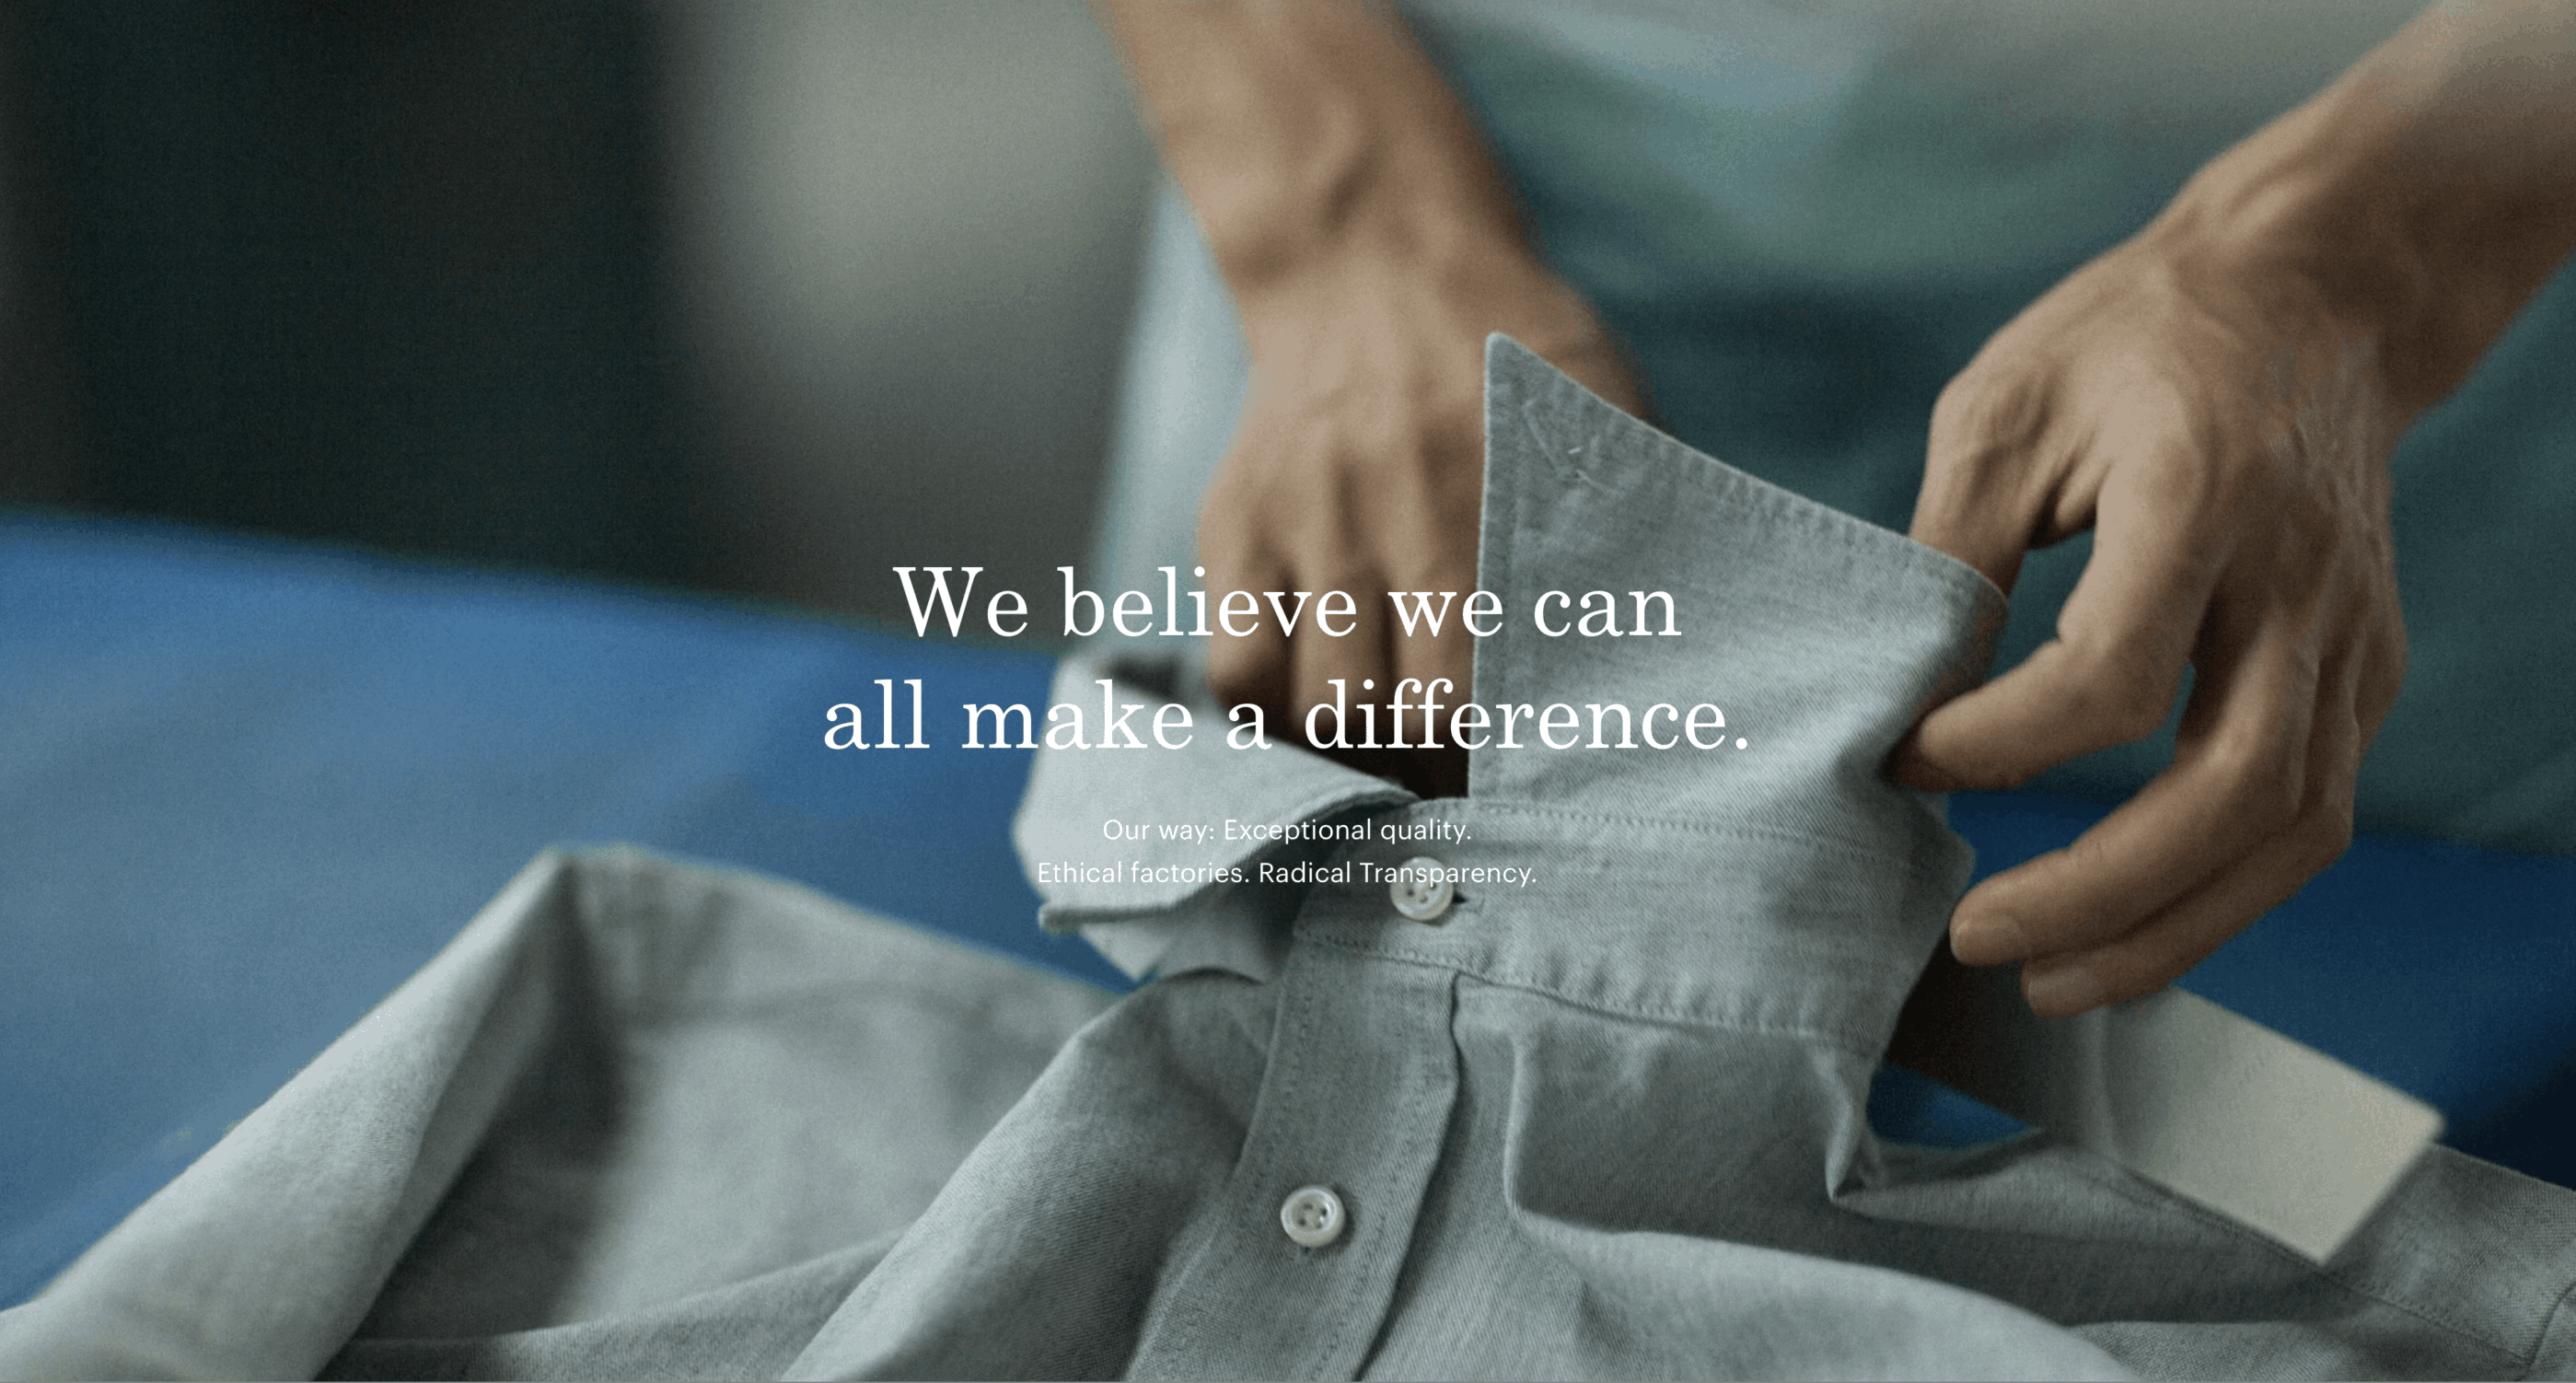 We believe we can
all make a difference.
Our way: Exceptional quality.
Ethical factories. Radical Transparency.